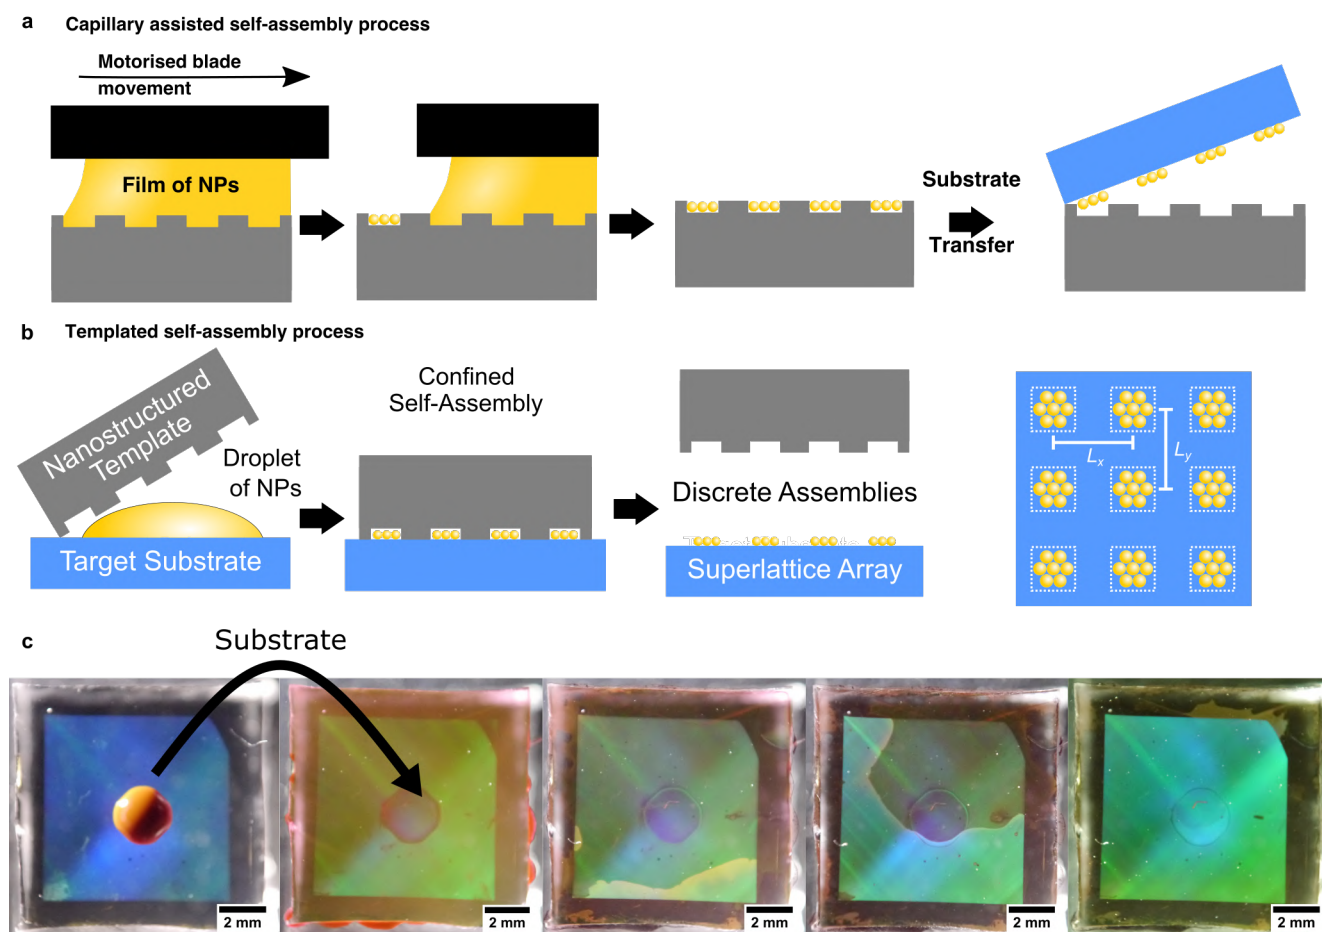 a Capillary assisted self-assembly process
Motorised blade
movement
Film of NPs
Substrate
Transfer
b Templated self-assembly process
Nanostructured
Template
Droplet
of NPs
Target Substrate
Confined
Self-Assembly
Discrete Assemblies
Superlattice Array
Lx
Ly
c
Substrate
2 mm
2 mm
2 mm
2 mm
2 mm